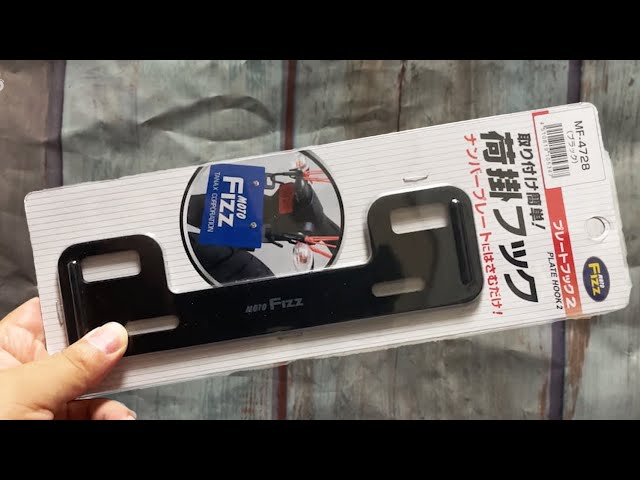 取り付け簡単!
荷掛フック
ナンバープレートにはさむだけ!
MF-4728
(ブラック)
プレートフック2
PLATE HOOK 2
MOTO
FIZZ
MOTO
FIZZ
TANAX CORPORATION
MOTO FIZZ